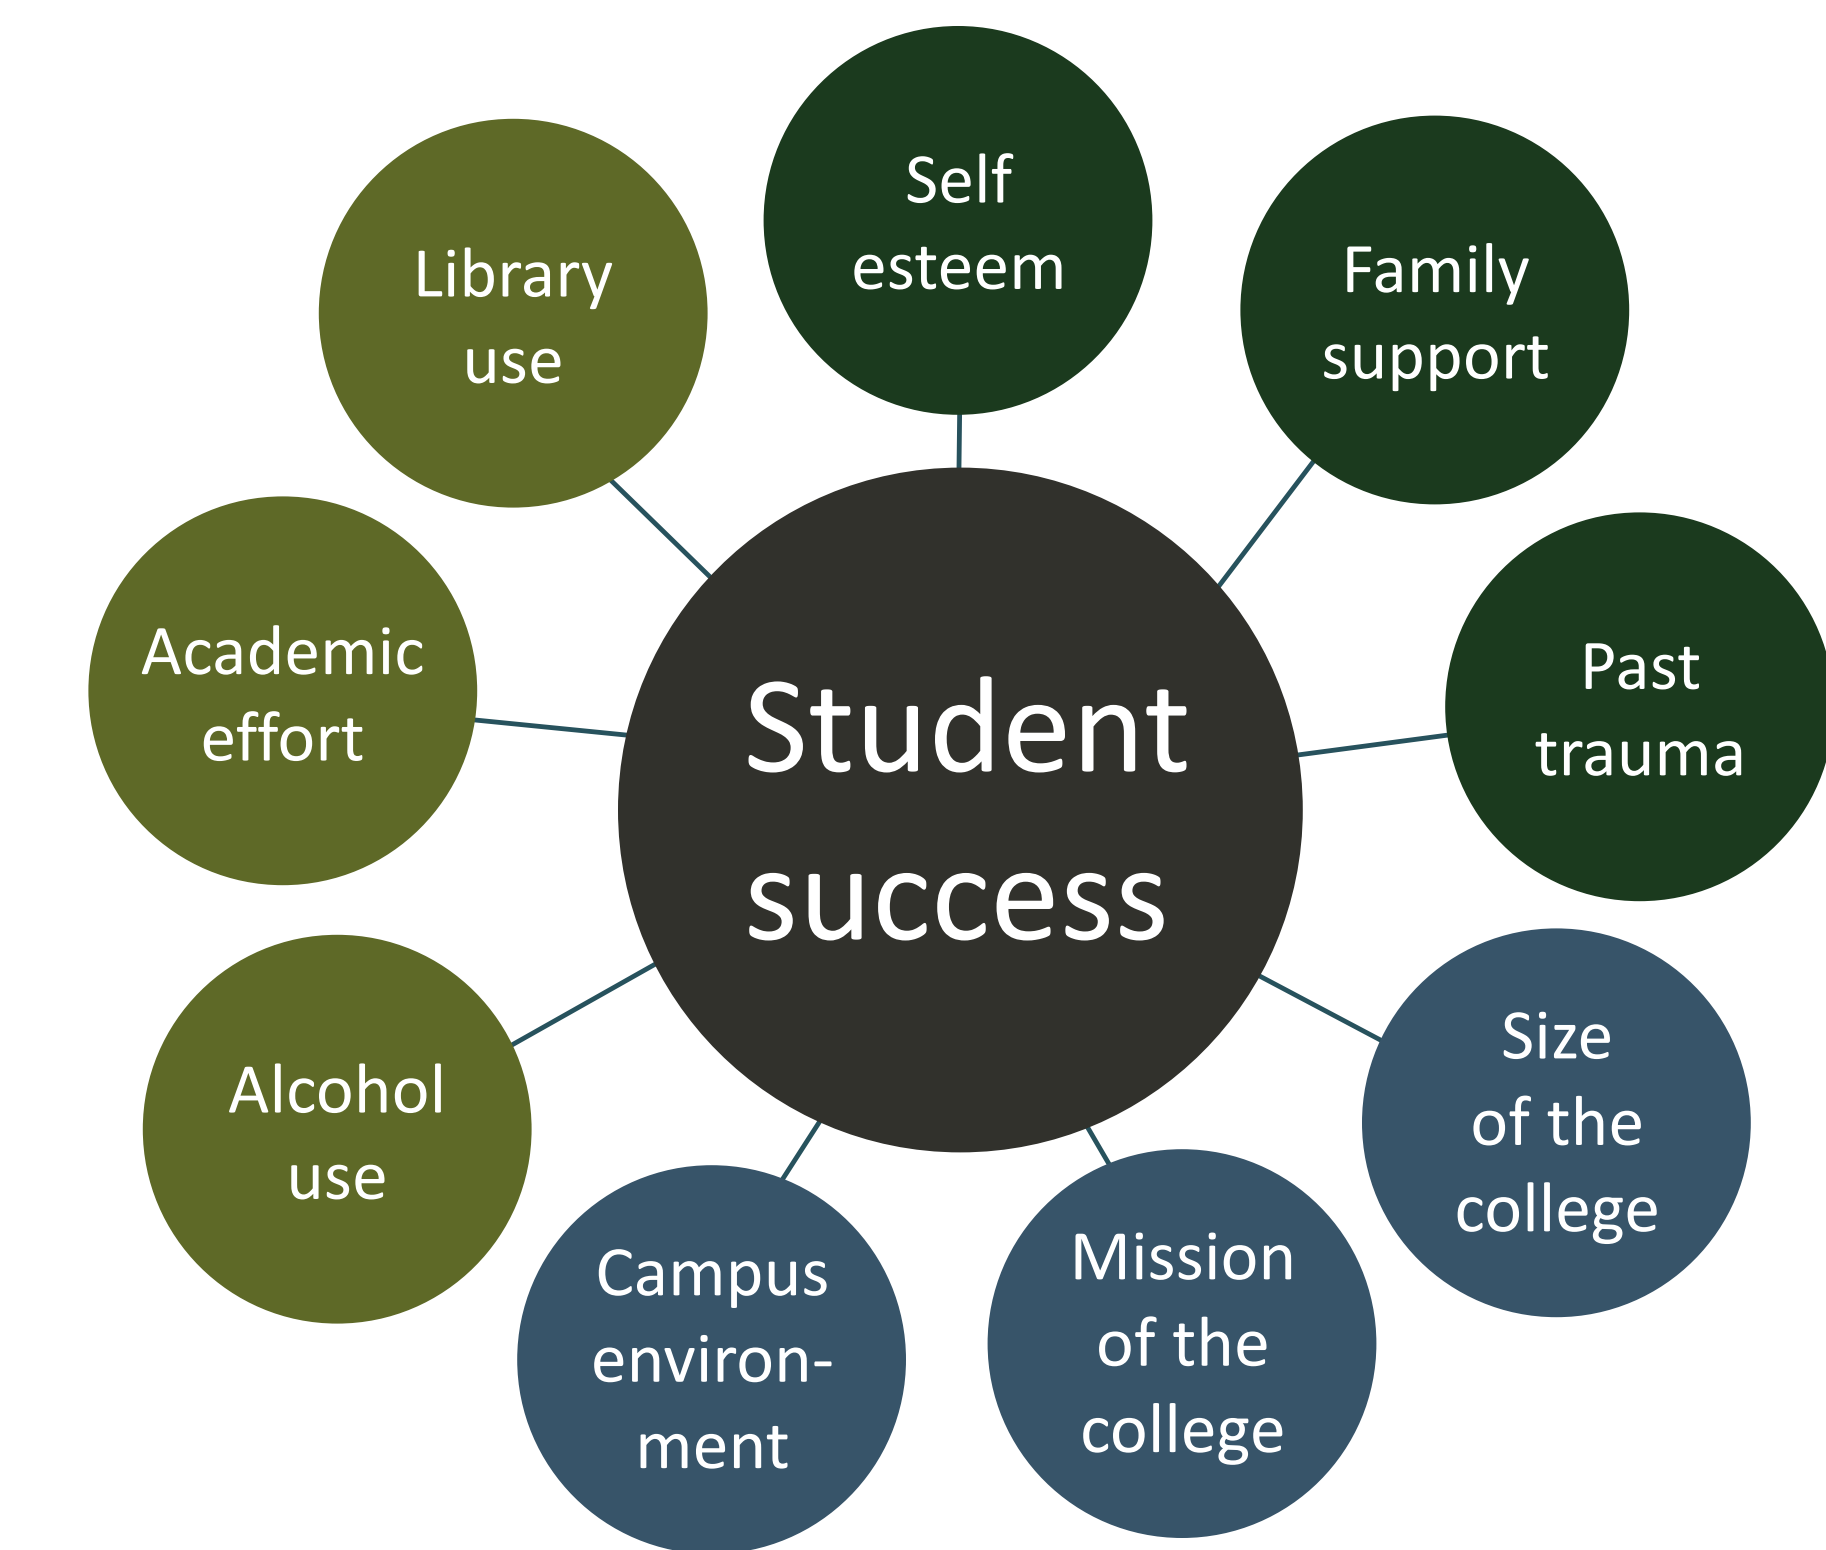 Self
esteem
Family
support
Past
trauma
Size
of the
college
Mission
of the
college
Campus
environ-
ment
Alcohol
use
Academic
effort
Library
use
Student
success